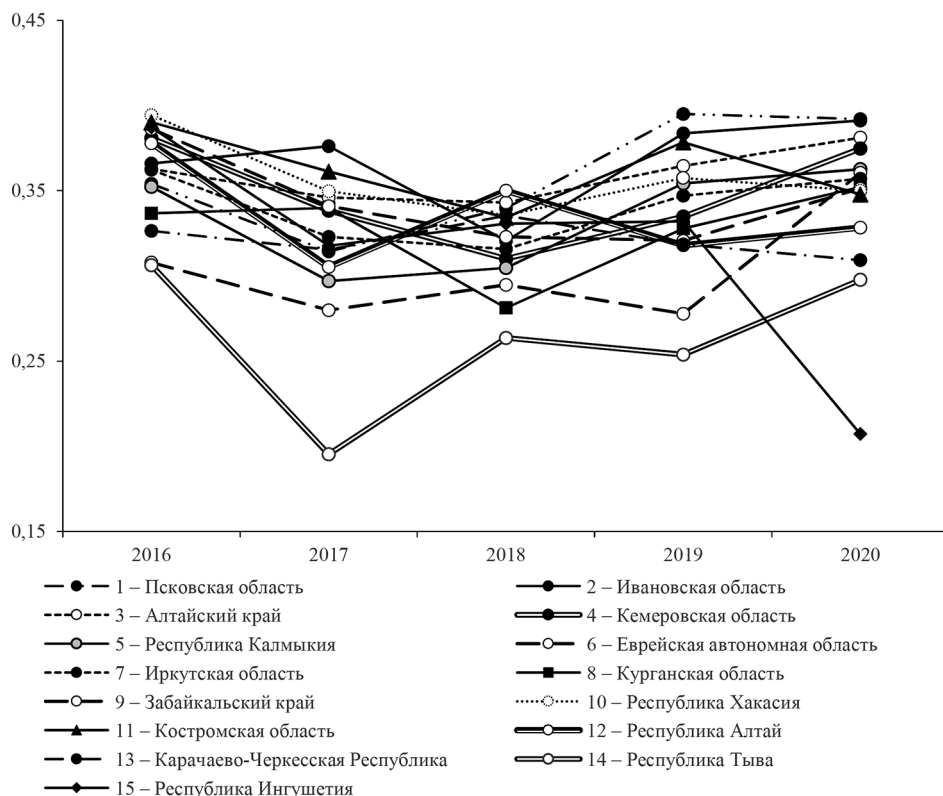 0,45
0,35
0,25
0,15
2016 2017 2018 2019 2020
1 – Псковская область 2 – Ивановская область
3 – Алтайский край 4 – Кемеровская область
5 – Республика Калмыкия 6 – Еврейская автономная область
7 – Иркутская область 8 – Курганская область
9 – Забайкальский край 10 – Республика Хакасия
11 – Костромская область 12 – Республика Алтай
13 – Карачаево-Черкесская Республика 14 – Республика Тыва
15 – Республика Ингушетия